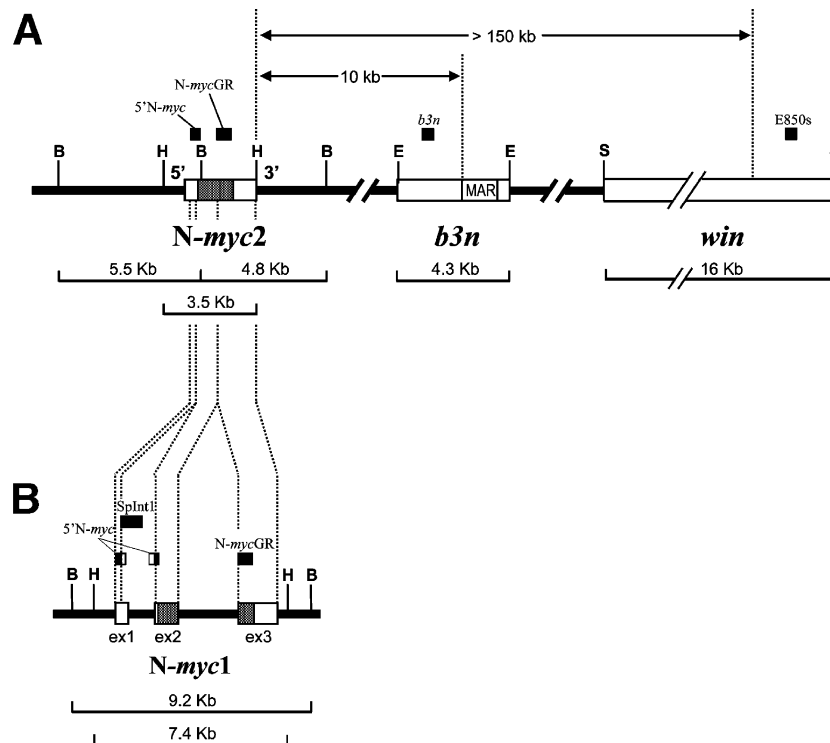 A
> 150 kb
10 kb
N-mycGR
5'N-myc
b3n
E850s
B H B H B E E S
5' 3'
MAR
N-myc2 b3n win
5.5 Kb 4.8 Kb 4.3 Kb 16 Kb
3.5 Kb
B
SpInt1
5'N-myc
N-mycGR
B H H B
ex1 ex2 ex3
N-myc1
9.2 Kb
7.4 Kb